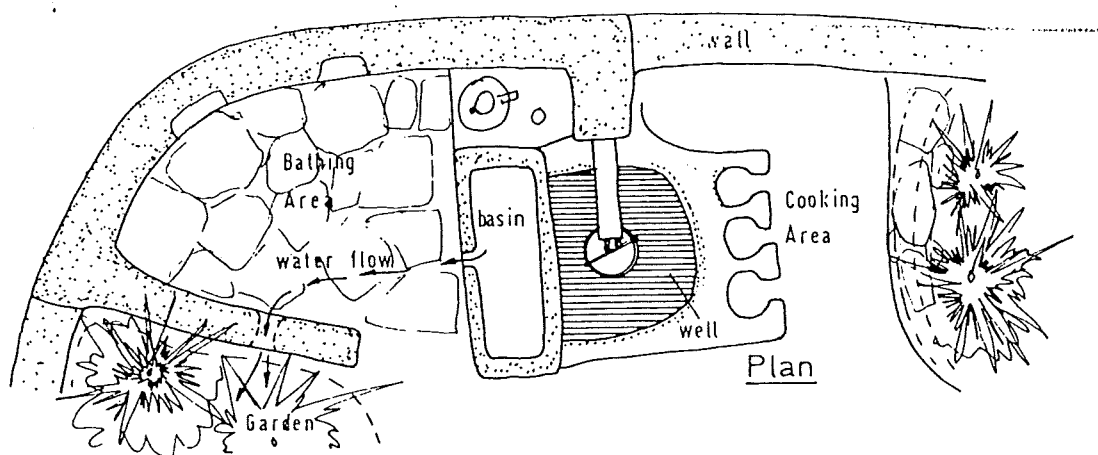 wall
Bathing
Area
basin
Cooking
Area
water flow
well
Plan
Garden